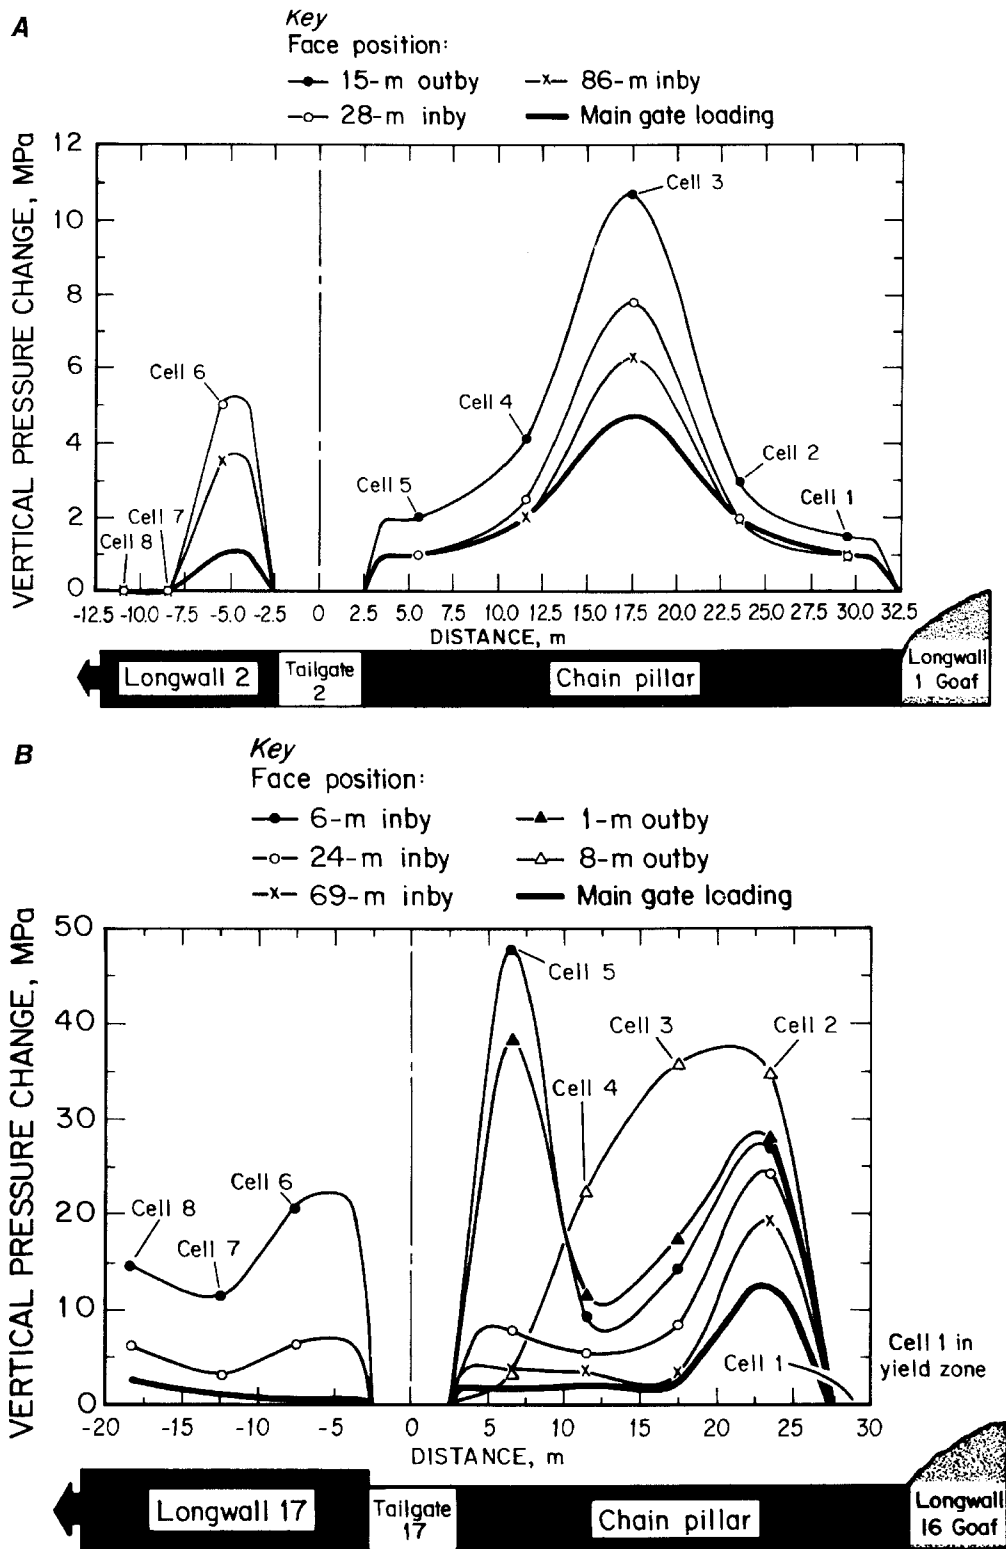 A
Key
Face position:
15-m outby
86-m inby
28-m inby
Main gate loading
VERTICAL PRESSURE CHANGE, MPa
12
10
8
6
4
2
0
Cell 3
Cell 6
Cell 4
Cell 2
Cell 5
Cell 1
Cell 7
Cell 8
-12.5 -10.0 -7.5 -5.0 -2.5 0 2.5 5.0 7.5 10.0 12.5 15.0 17.5 20.0 22.5 25.0 27.5 30.0 32.5
DISTANCE, m
Longwall 2
Tailgate
2
Chain pillar
Longwall
1 Goaf
B
Key
Face position:
6-m inby
1-m outby
24-m inby
8-m outby
69-m inby
Main gate loading
VERTICAL PRESSURE CHANGE, MPa
50
40
30
20
10
0
Cell 5
Cell 3
Cell 2
Cell 4
Cell 6
Cell 8
Cell 7
Cell 1
Cell 1 in
yield zone
-20 -15 -10 -5 0 5 10 15 20 25 30
DISTANCE, m
Longwall 17
Tailgate
17
Chain pillar
Longwall
16 Goaf